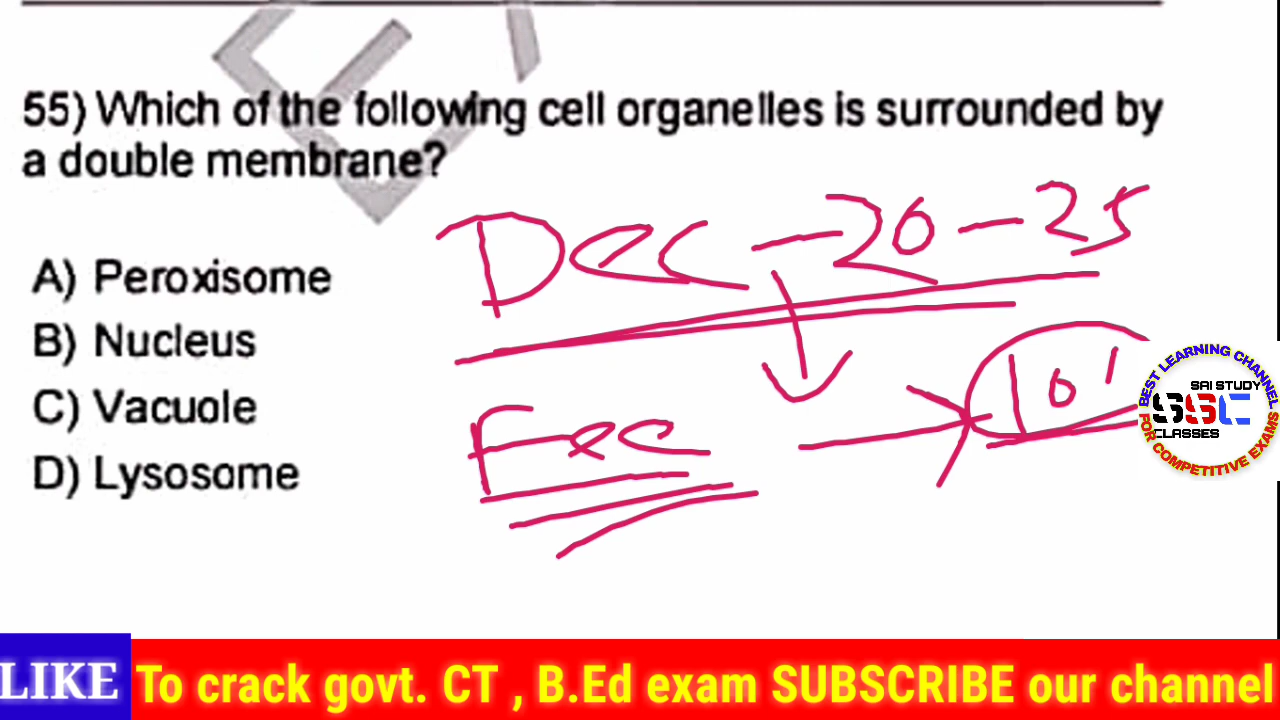 55) Which of the following cell organelles is surrounded by
a double membrane?
Dec - 20 - 25
A) Peroxisome
B) Nucleus
C) Vacuole
D) Lysosome
BEST LEARNING CHANNEL
SAI STUDY
SSC
CLASSES
FOR COMPETITIVE EXAMS
LIKE
To crack govt. CT , B.Ed exam SUBSCRIBE our channel